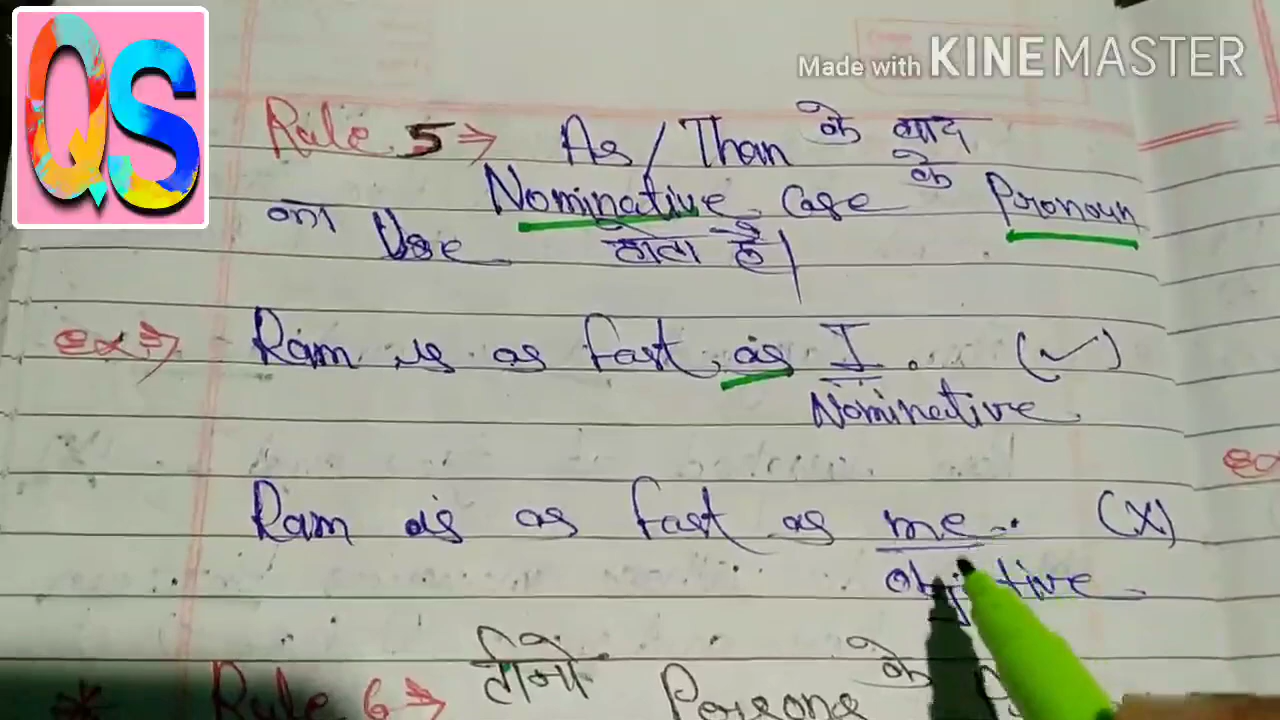 QS
Made with KINEMASTER
Rule 5 → As / Than के बाद
Nominative Case के Pronoun
का Use होता है।
ex:→ Ram is as fast as I. (✓)
Nominative
Ram is as fast as me. (X)
objective
* Rule 6 → तीनों Persons के